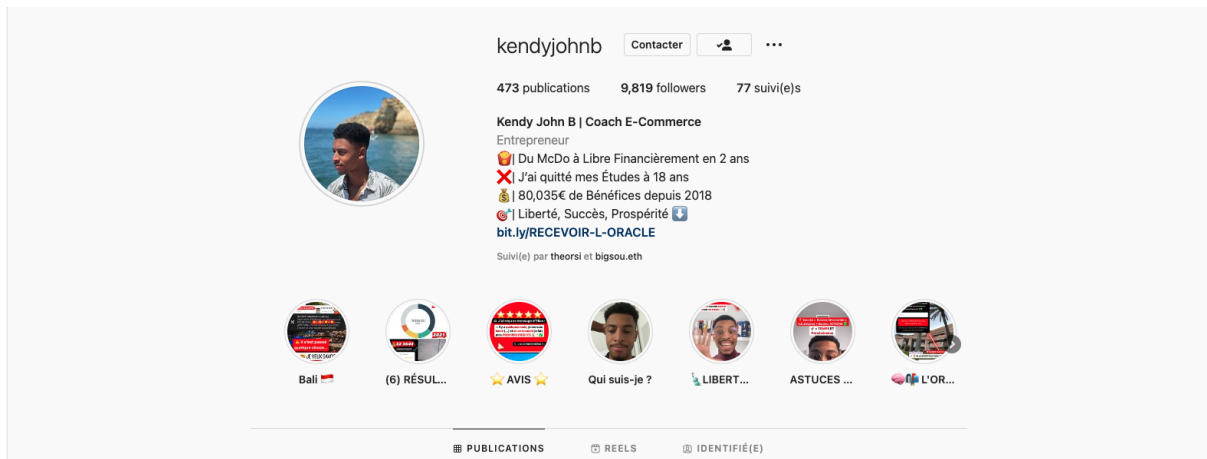 kendyjohnb Contacter
473 publications 9,819 followers 77 suivi(e)s
Kendy John B | Coach E-Commerce
Entrepreneur
🍟| Du McDo à Libre Financièrement en 2 ans
❌| J’ai quitté mes Études à 18 ans
💰| 80,035€ de Bénéfices depuis 2018
🎯| Liberté, Succès, Prospérité ⬇️
bit.ly/RECEVOIR-L-ORACLE
Suivi(e) par theorsi et bigsou.eth
Bali 🇮🇩 (6) RÉSUL... ⭐ AVIS ⭐ Qui suis-je ? 🗽LIBERT... ASTUCES ... 🧠📬 L'OR...
PUBLICATIONS REELS IDENTIFIÉ(E)